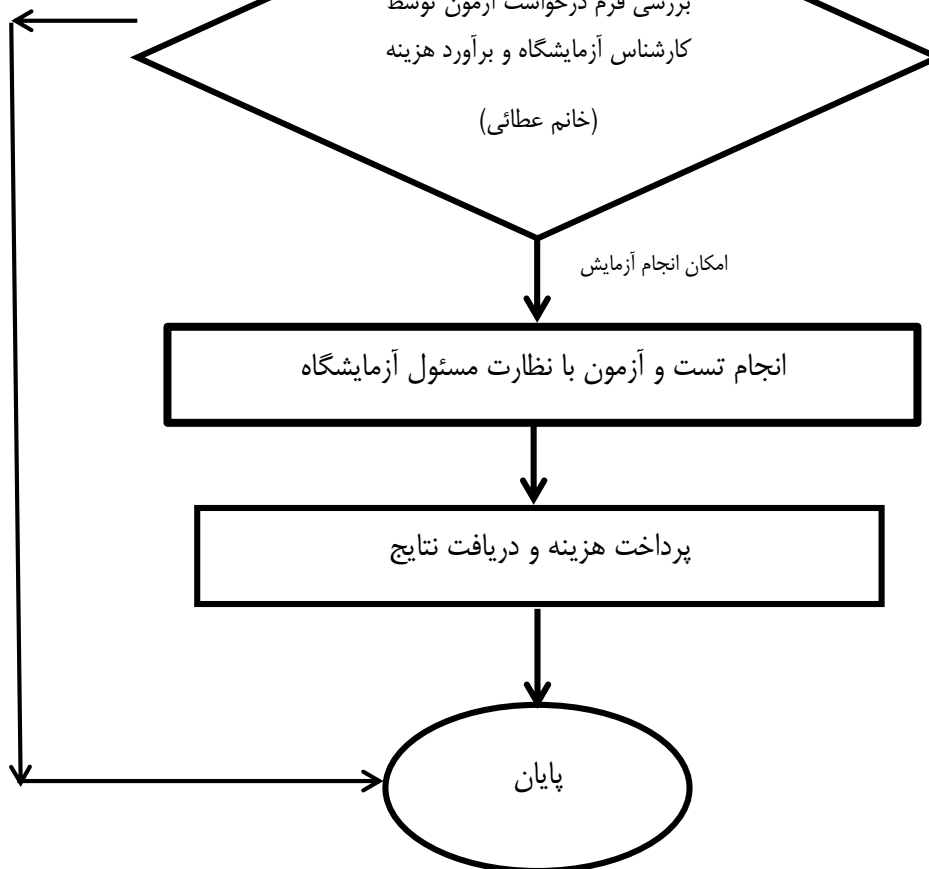 بررسی فرم درخواست آزمون توسط
کارشناس آزمایشگاه و برآورد هزینه
(خانم عطائی)
امکان انجام آزمایش
انجام تست و آزمون با نظارت مسئول آزمایشگاه
پرداخت هزینه و دریافت نتایج
پایان